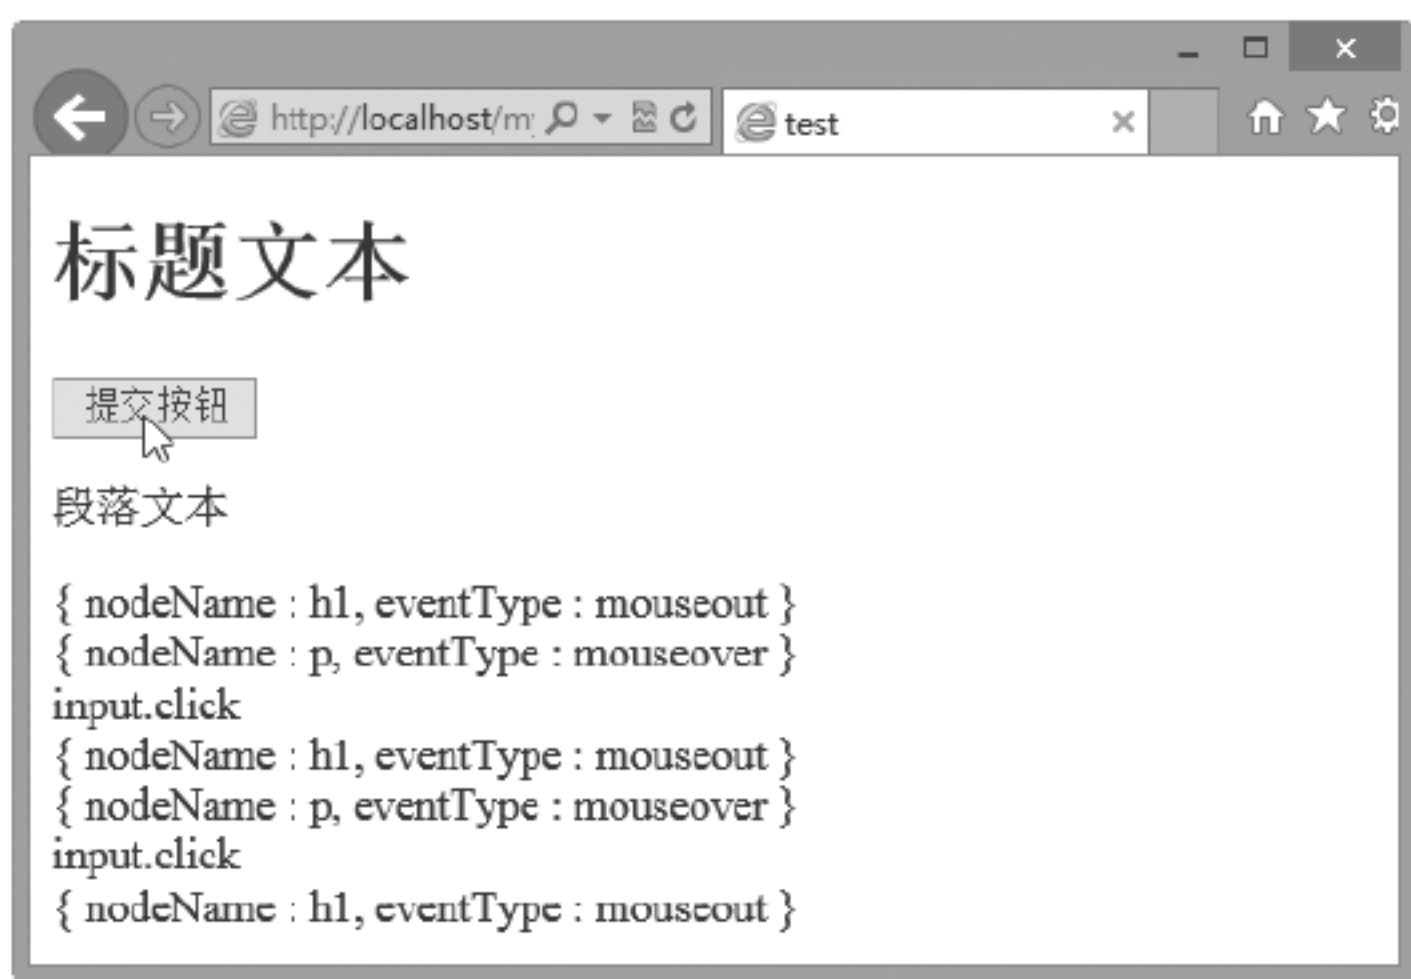 http://localhost/m
test
标题文本
提交按钮
段落文本
{ nodeName : h1, eventType : mouseout }
{ nodeName : p, eventType : mouseover }
input.click
{ nodeName : h1, eventType : mouseout }
{ nodeName : p, eventType : mouseover }
input.click
{ nodeName : h1, eventType : mouseout }